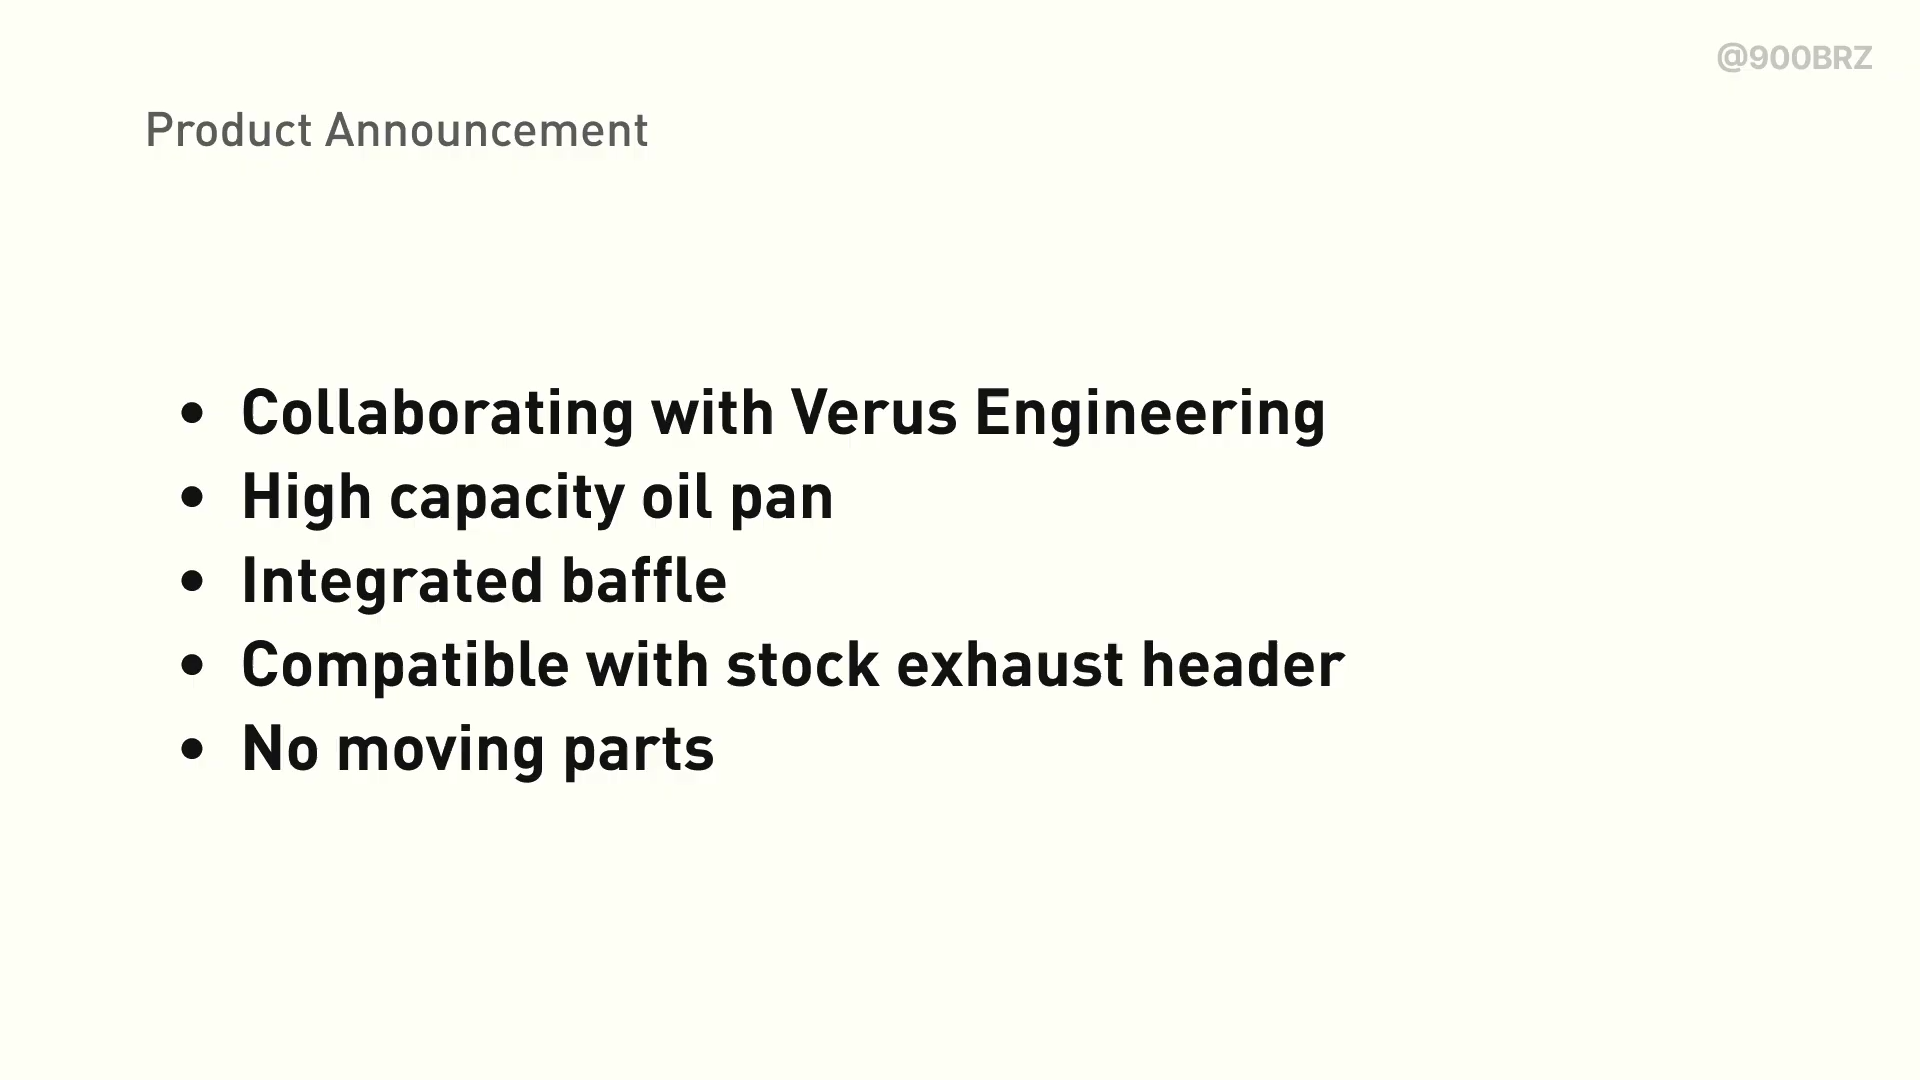 @900BRZ
Product Announcement
• Collaborating with Verus Engineering
• High capacity oil pan
• Integrated baffle
• Compatible with stock exhaust header
• No moving parts